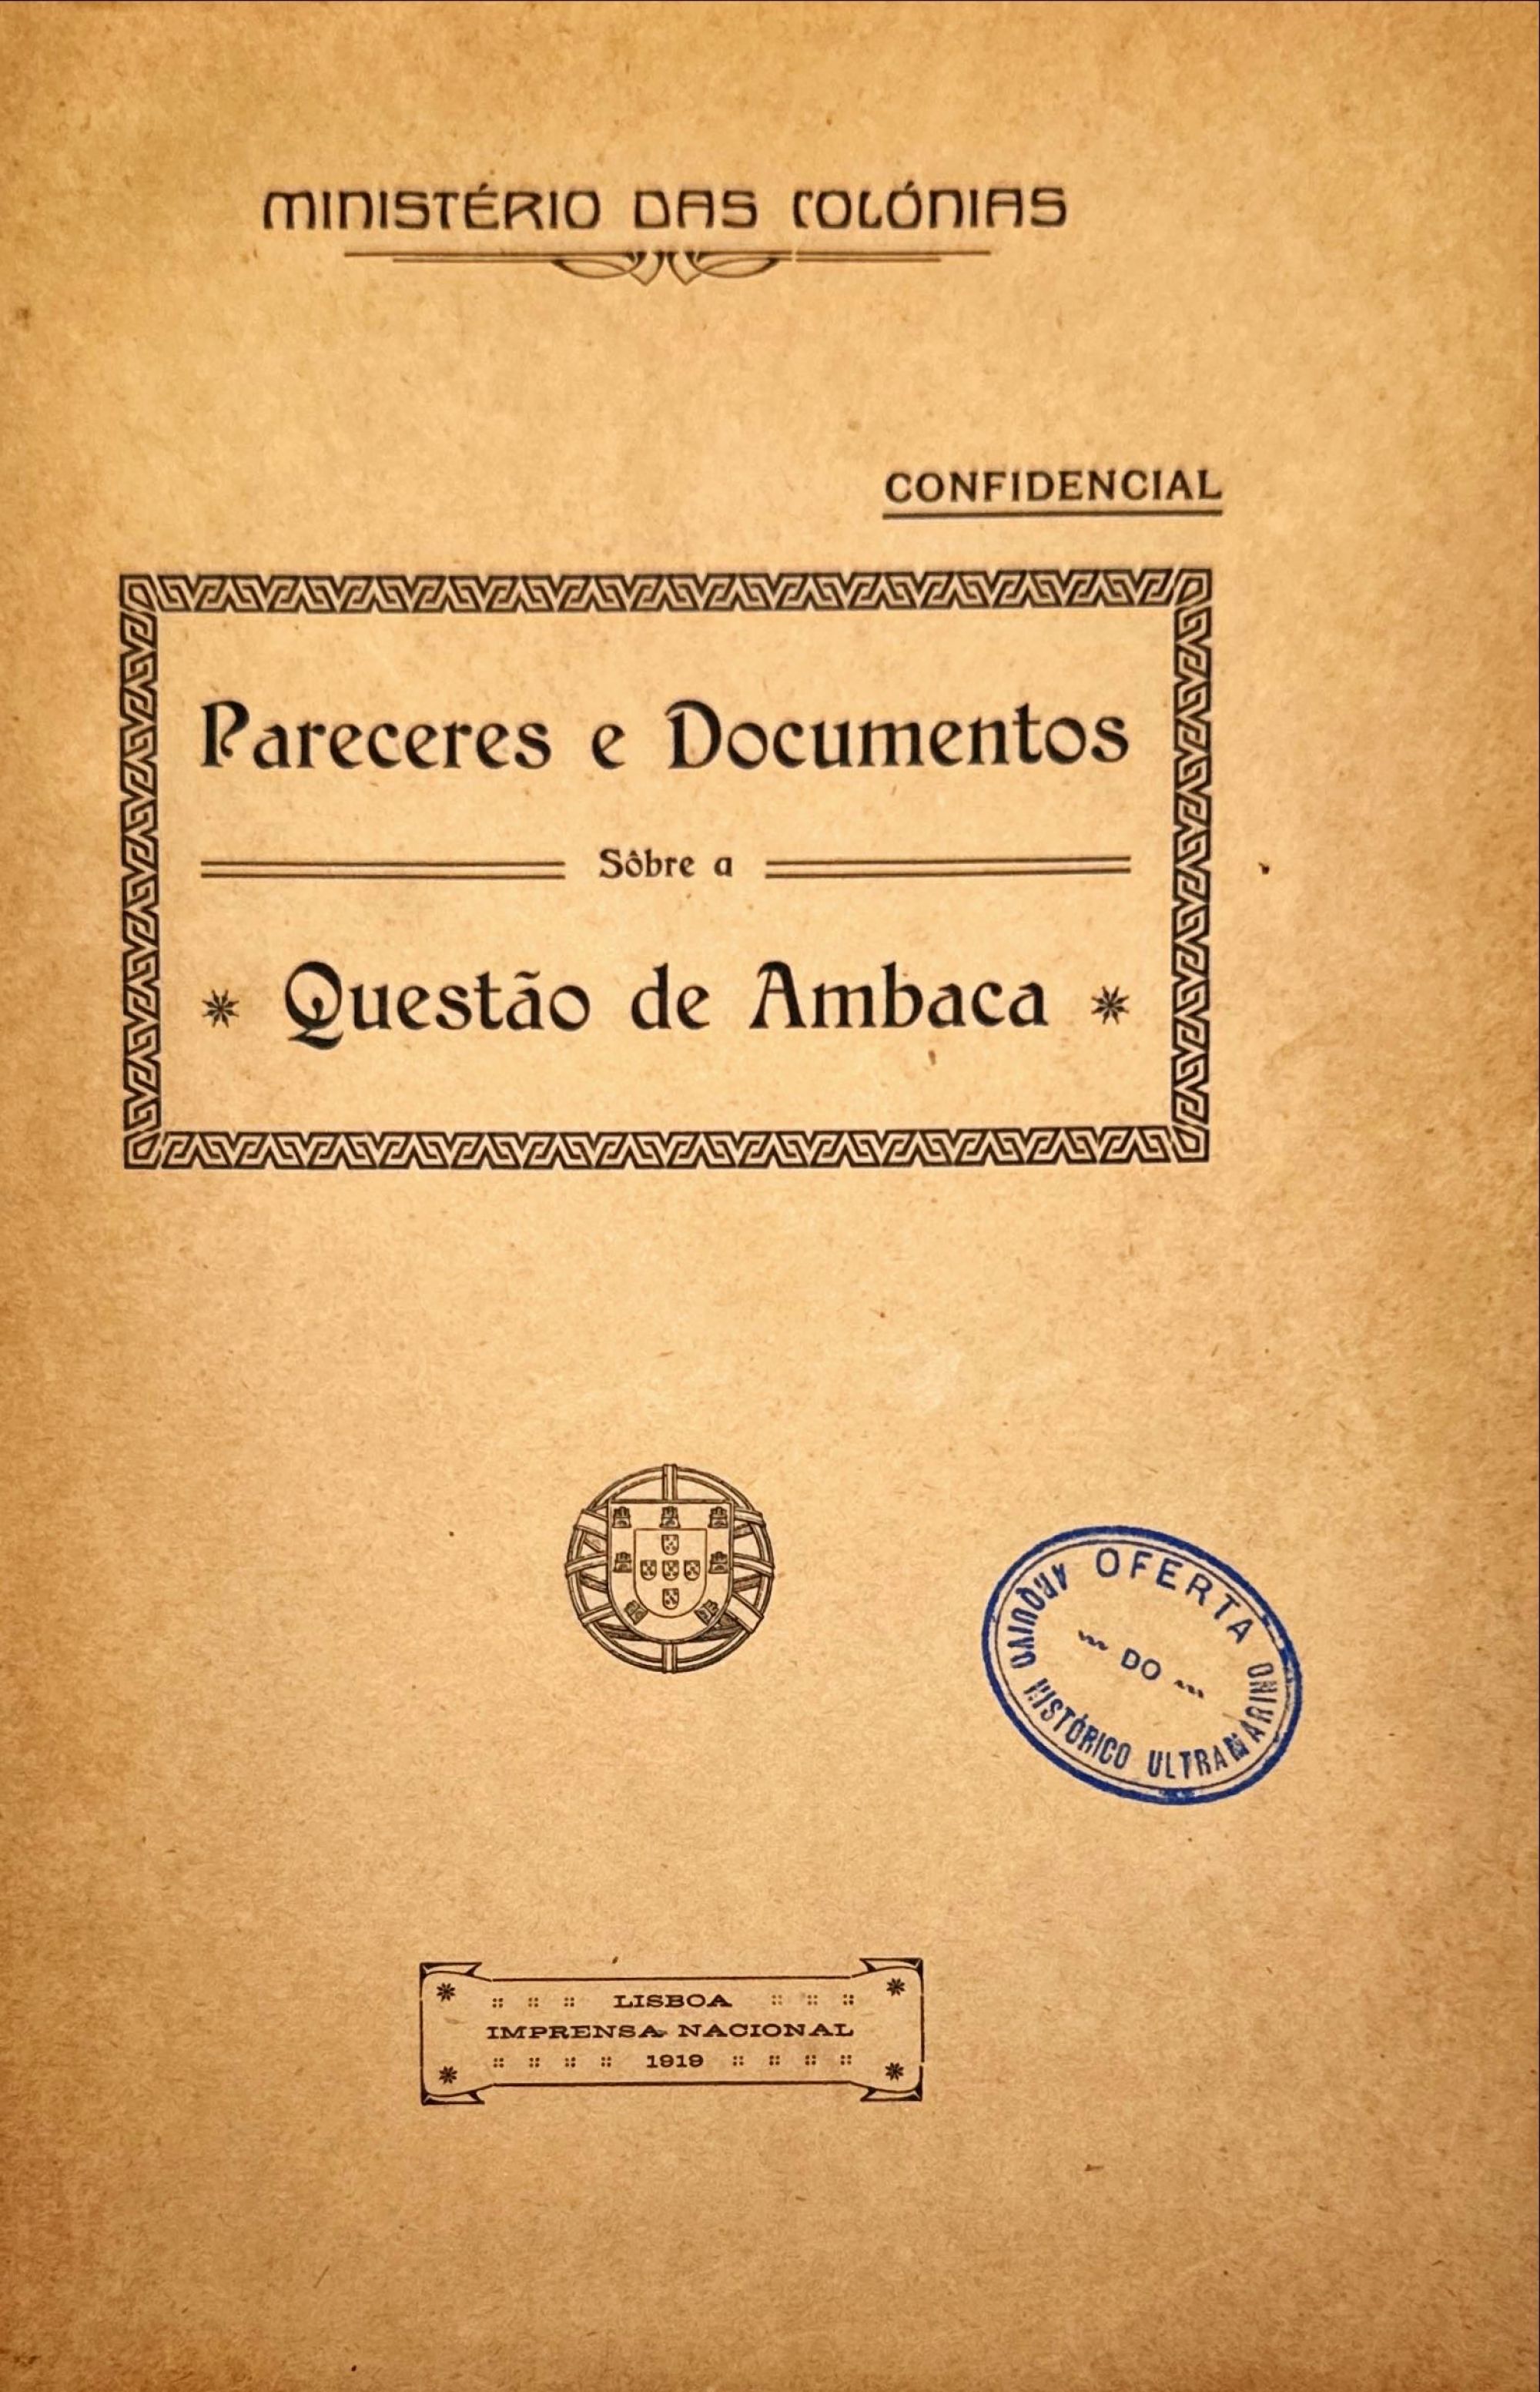 MINISTÉRIO DAS COLÓNIAS
CONFIDENCIAL
Pareceres e Documentos
Sôbre a
Questão de Ambaca
OFERTA
DO
ARQUIVO HISTÓRICO ULTRAMARINO
LISBOA
IMPRENSA NACIONAL
1919